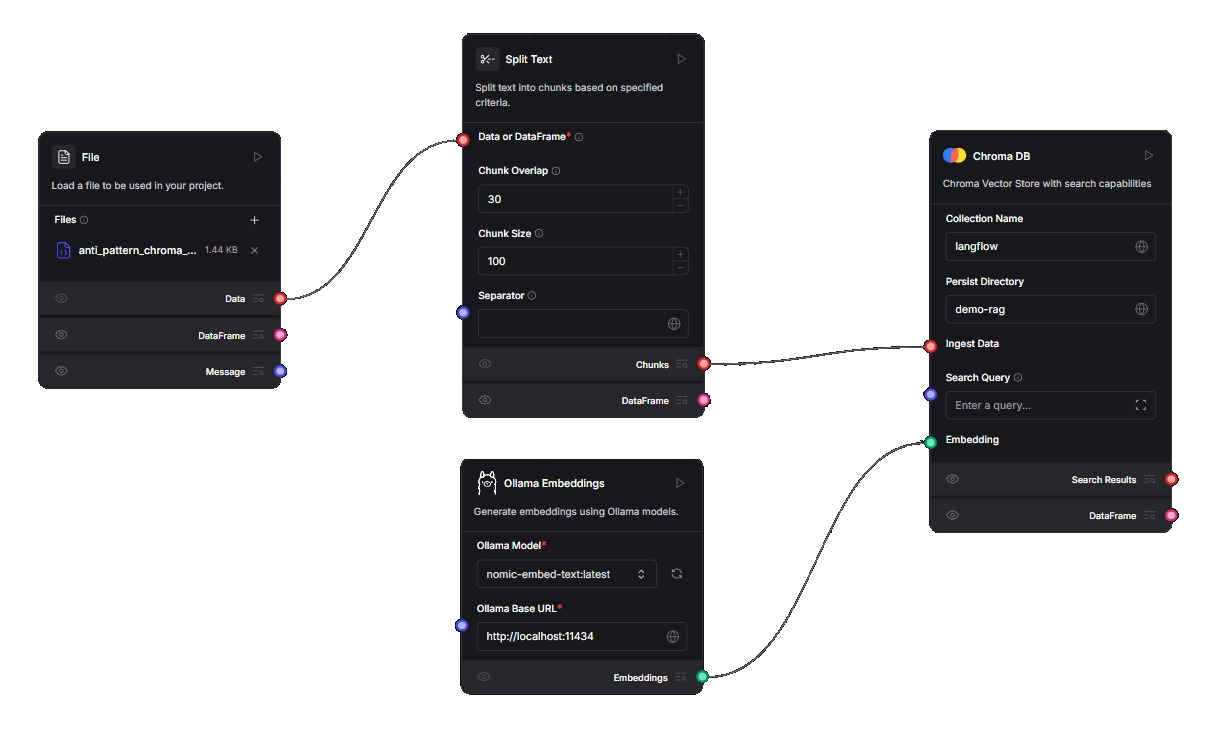 File
Load a file to be used in your project.
Files
anti_pattern_chroma_... 1.44 KB
Data
DataFrame
Message
Split Text
Split text into chunks based on specified
criteria.
Data or DataFrame*
Chunk Overlap
30
Chunk Size
100
Separator
Chunks
DataFrame
Ollama Embeddings
Generate embeddings using Ollama models.
Ollama Model*
nomic-embed-text:latest
Ollama Base URL*
http://localhost:11434
Embeddings
Chroma DB
Chroma Vector Store with search capabilities
Collection Name
langflow
Persist Directory
demo-rag
Ingest Data
Search Query
Enter a query...
Embedding
Search Results
DataFrame